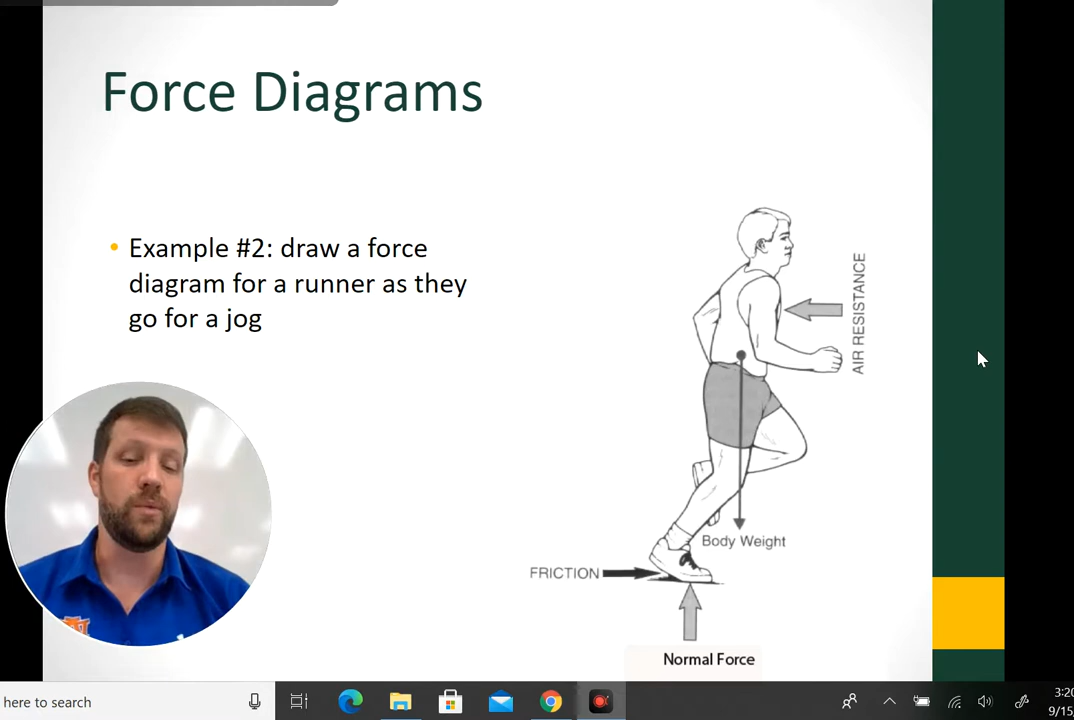 Force Diagrams
• Example #2: draw a force
diagram for a runner as they
go for a jog
AIR RESISTANCE
Body Weight
FRICTION
Normal Force
here to search
3:20
9/15